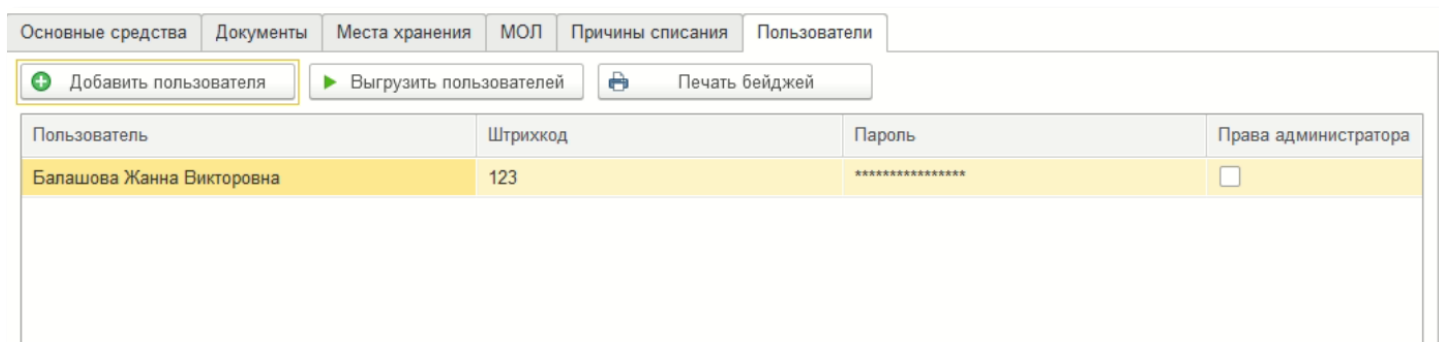 Основные средства Документы Места хранения МОЛ Причины списания Пользователи
Добавить пользователя Выгрузить пользователей Печать бейджей
Пользователь Штрихкод Пароль Права администратора
Балашова Жанна Викторовна 123 ****************